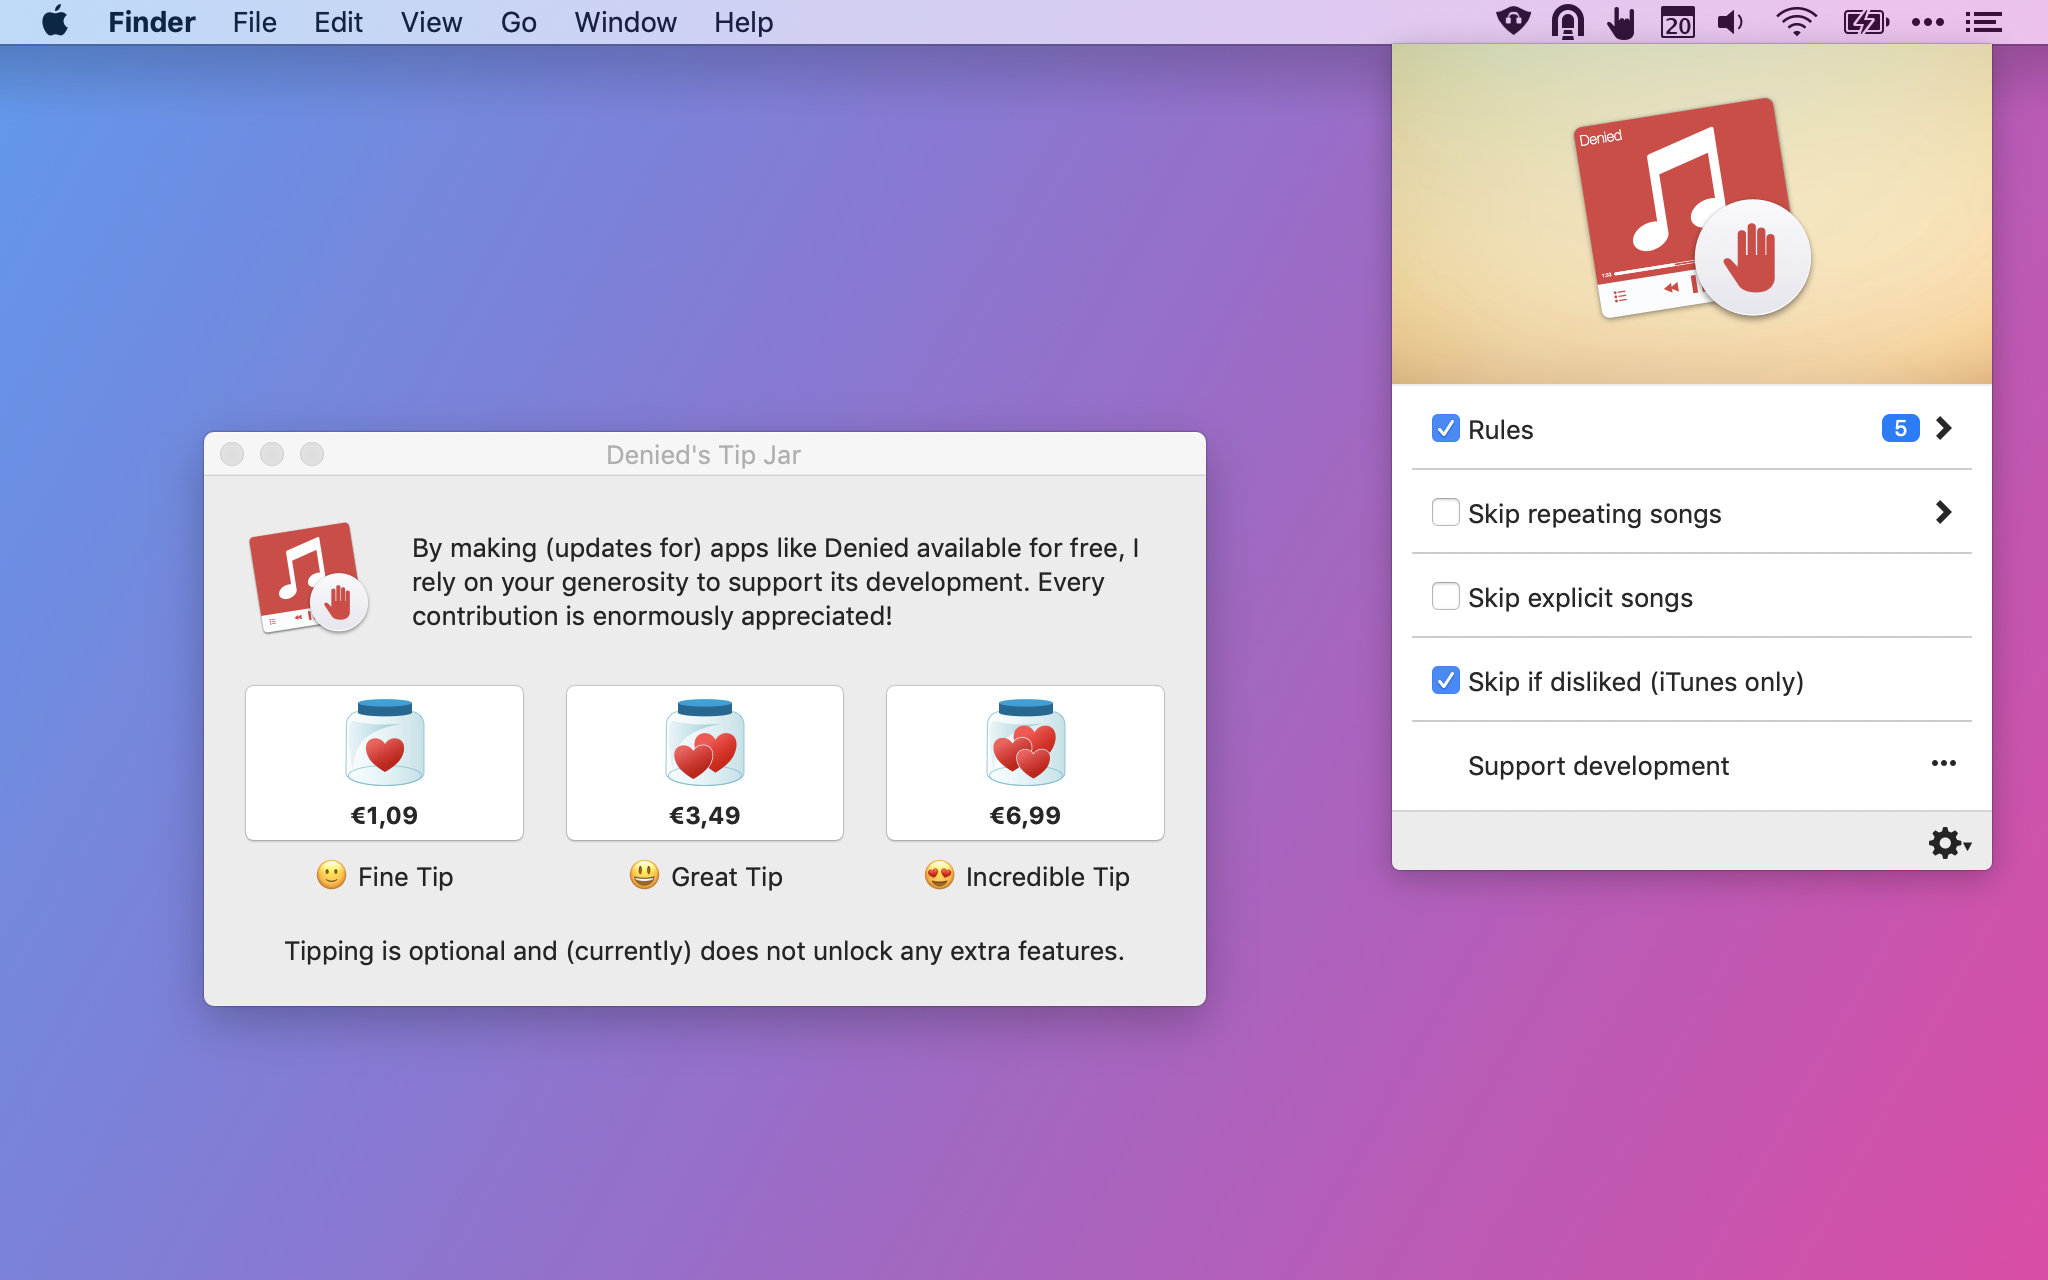 Finder File Edit View Go Window Help
20
Denied
Rules 5
Skip repeating songs
Skip explicit songs
Skip if disliked (iTunes only)
Support development
Denied's Tip Jar
By making (updates for) apps like Denied available for free, I
rely on your generosity to support its development. Every
contribution is enormously appreciated!
€1,09
€3,49
€6,99
Fine Tip
Great Tip
Incredible Tip
Tipping is optional and (currently) does not unlock any extra features.